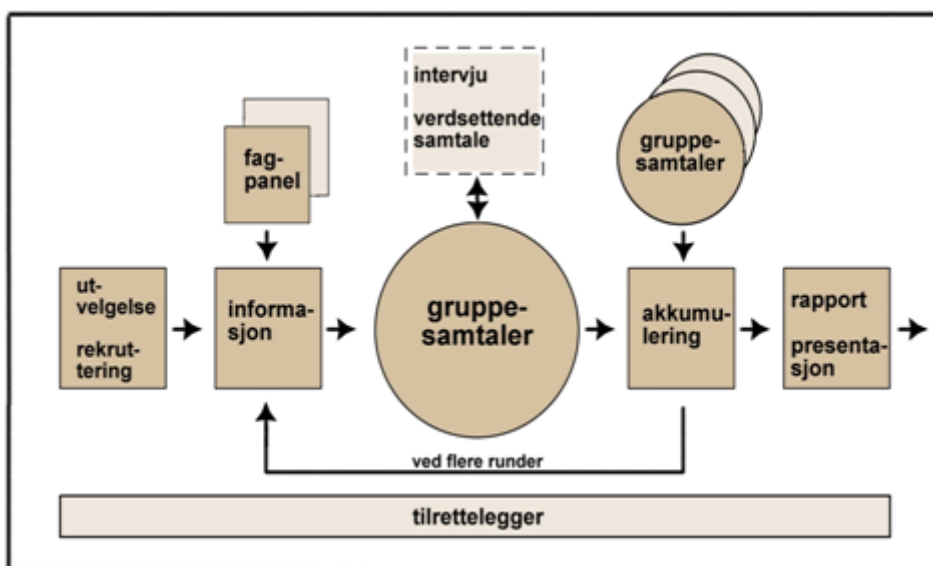 intervju
verdsettende
samtale
gruppe-
samtaler
fag-
panel
ut-
velgelse
rekrut-
tering
informa-
sjon
gruppe-
samtaler
akkumu-
lering
rapport
presenta-
sjon
ved flere runder
tilrettelegger